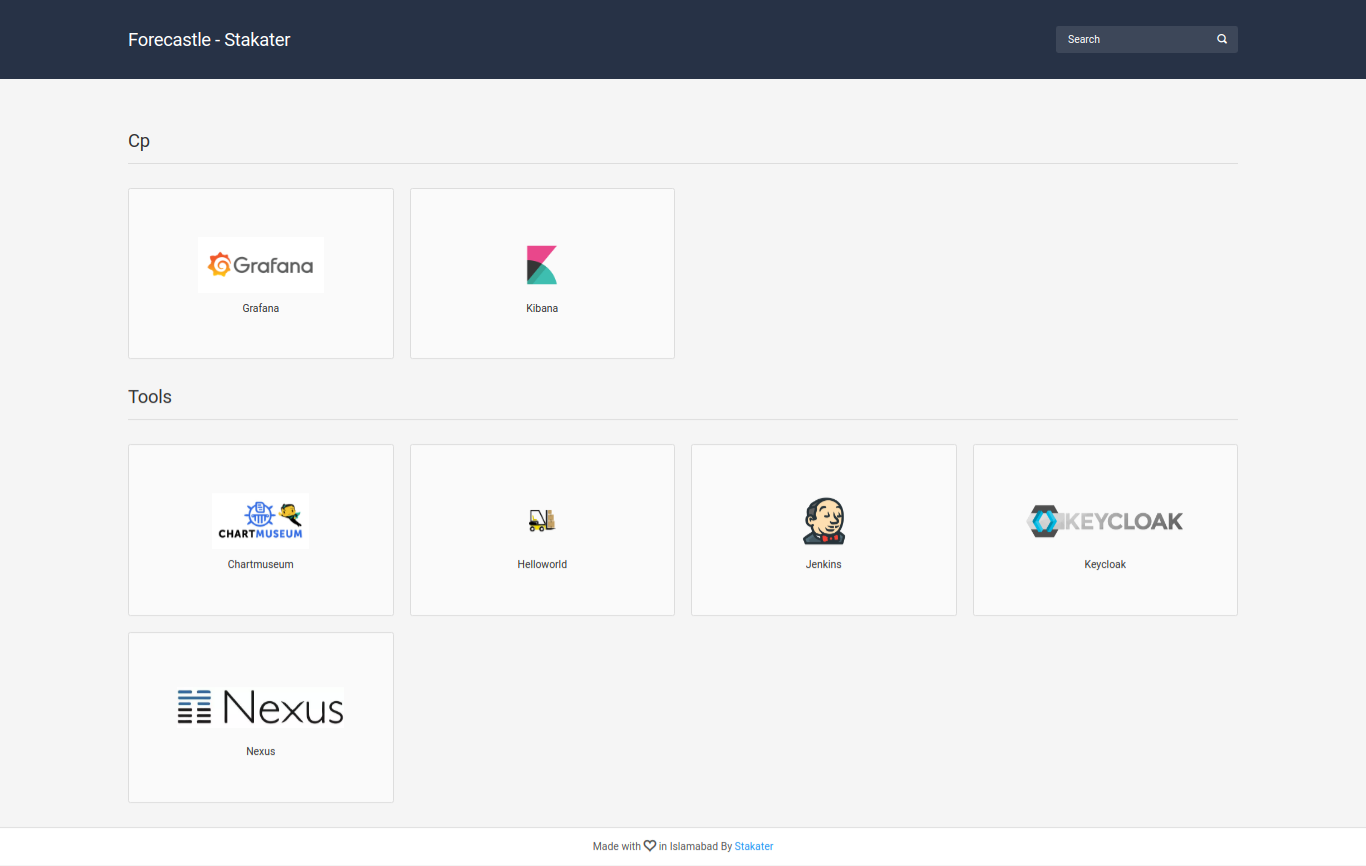 Forecastle - Stakater
Search
Cp
Grafana
Grafana
Kibana
Tools
CHARTMUSEUM
KEYCLOAK
Chartmuseum
Helloworld
Jenkins
Keycloak
Nexus
Nexus
Made with in Islamabad By Stakater